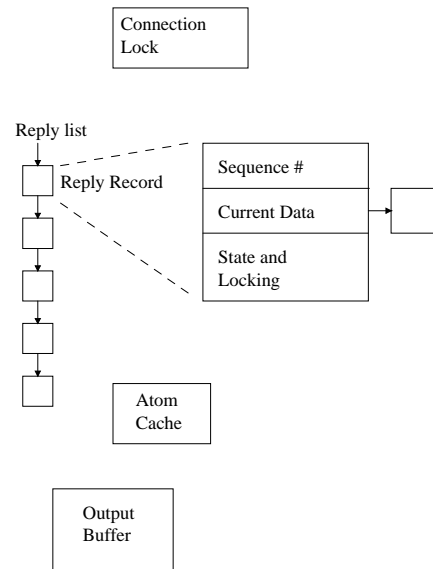 Connection
Lock
Reply list
Reply Record
Sequence #
Current Data
State and
Locking
Atom
Cache
Output
Buffer